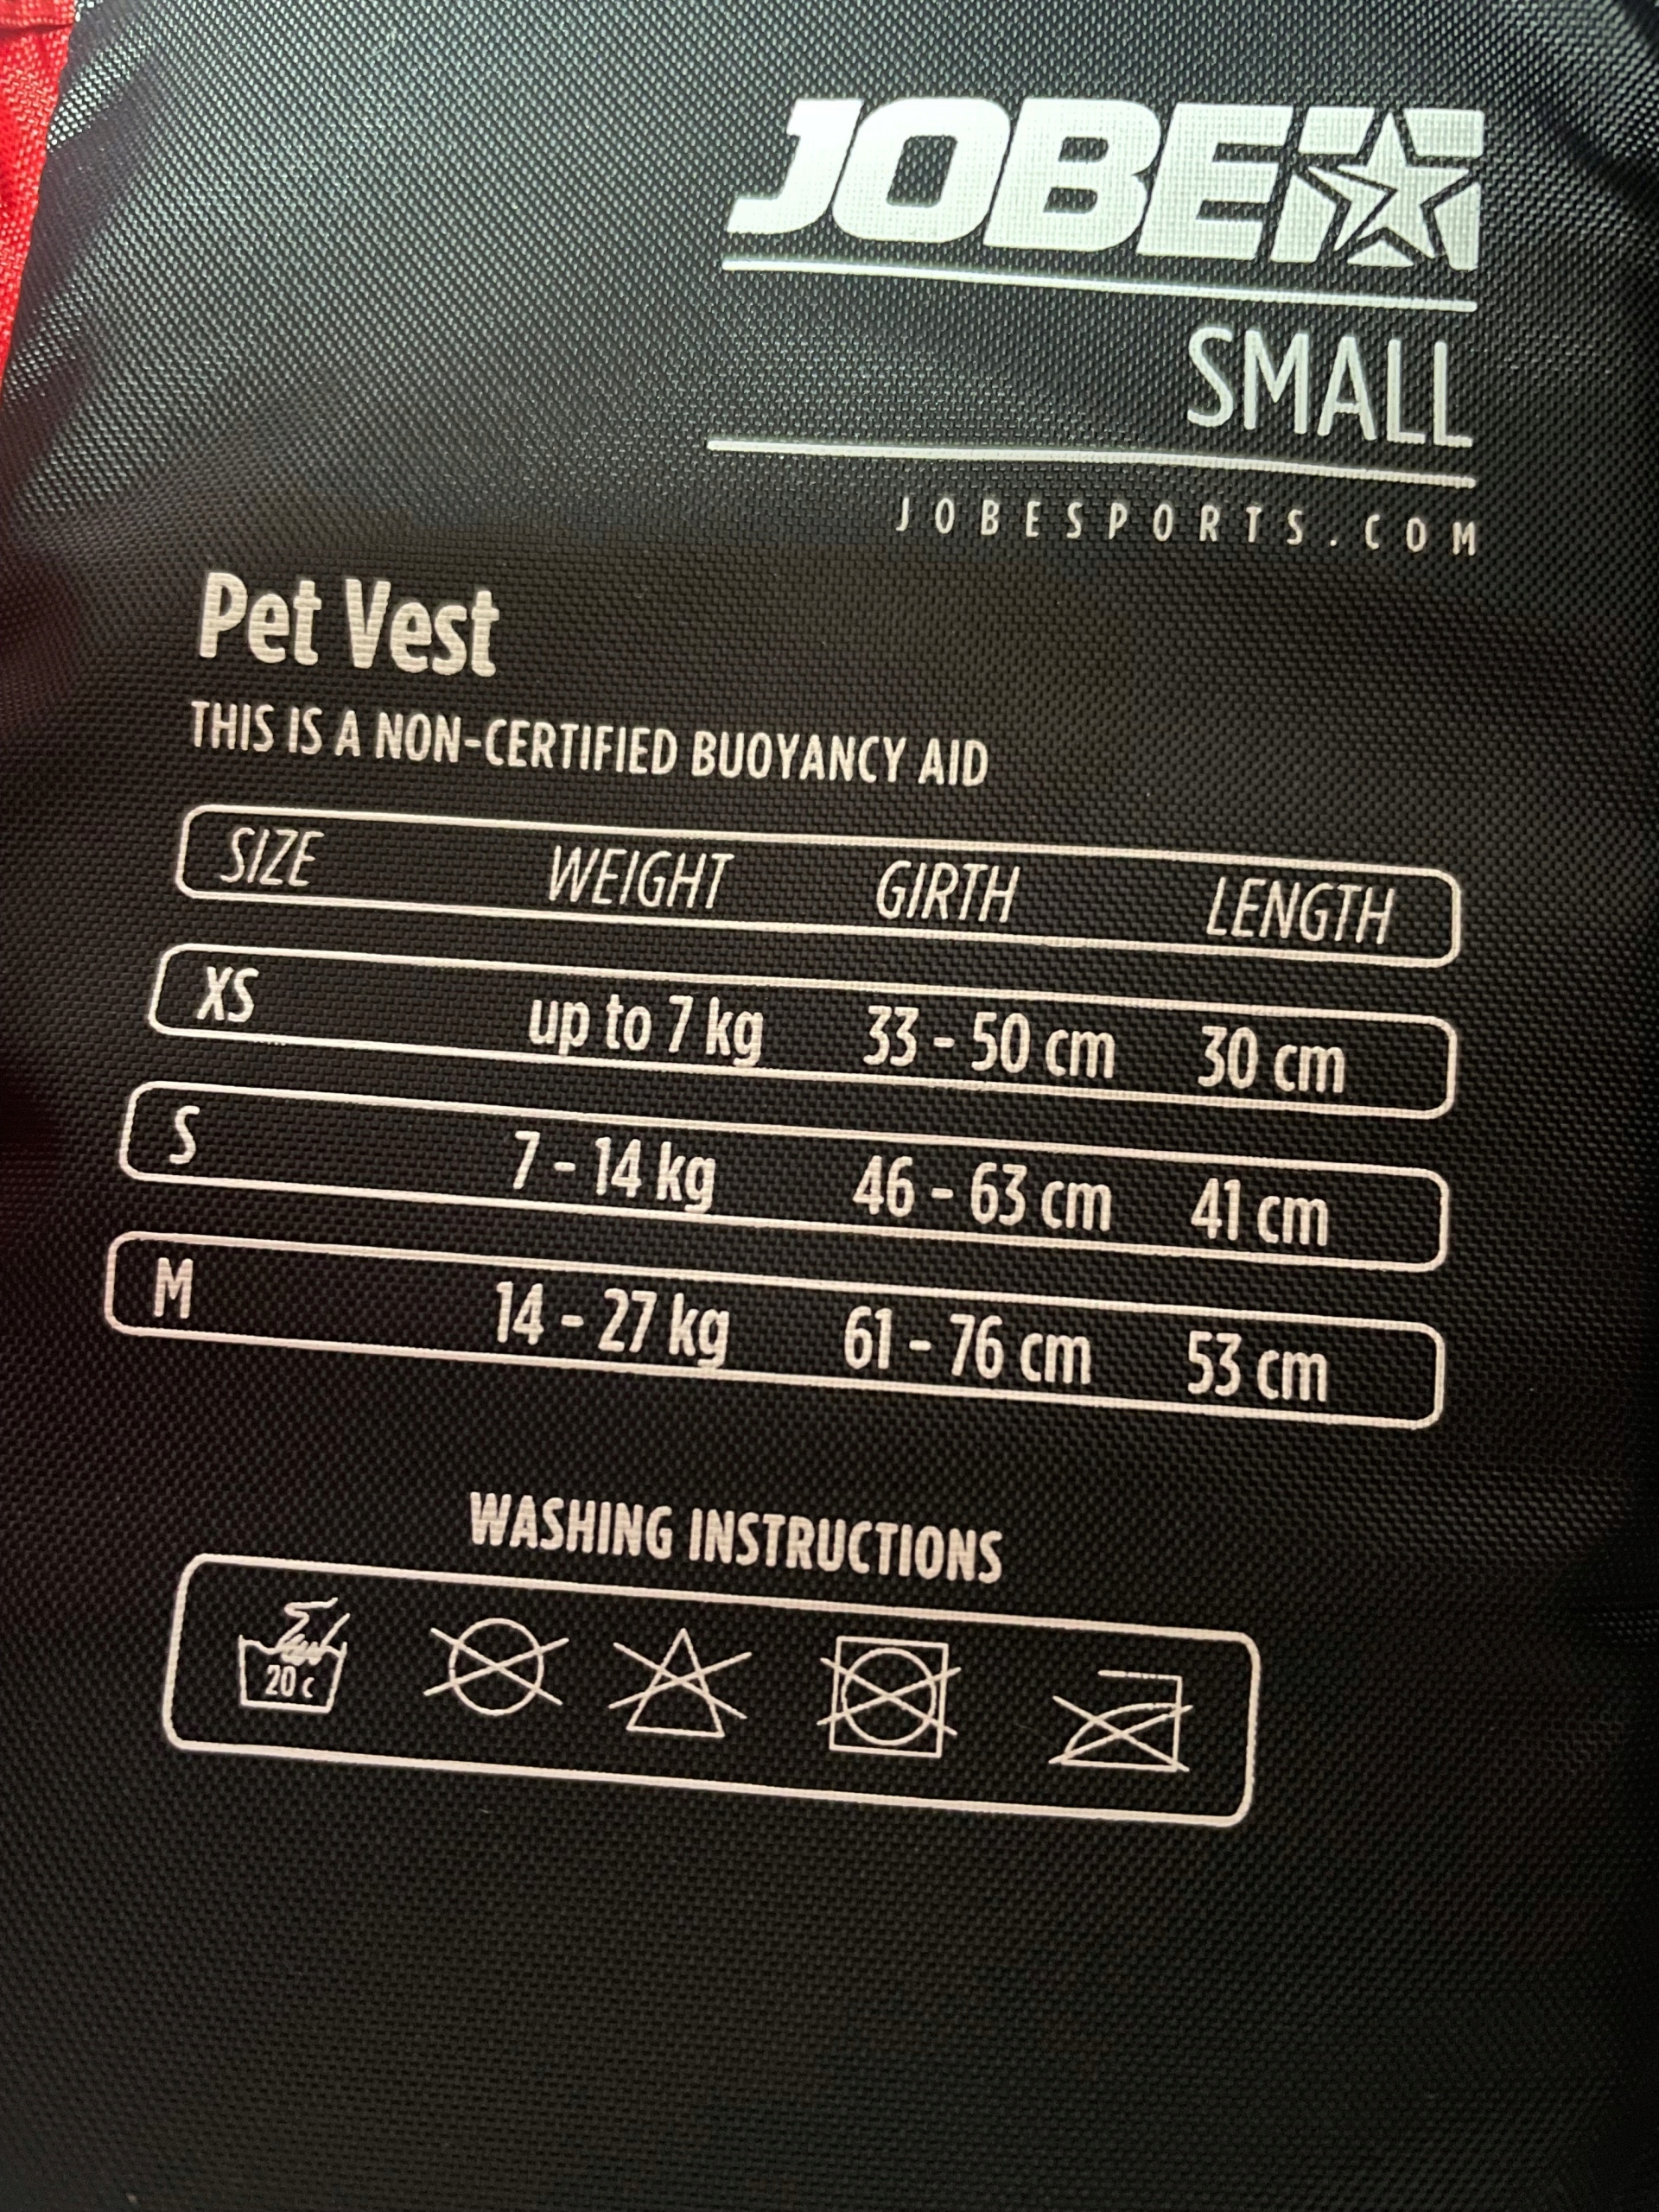 JOBE
SMALL
JOBESPORTS.COM
Pet Vest
THIS IS A NON-CERTIFIED BUOYANCY AID
SIZE WEIGHT GIRTH LENGTH
XS up to 7 kg 33 - 50 cm 30 cm
S 7 - 14 kg 46 - 63 cm 41 cm
M 14 - 27 kg 61 - 76 cm 53 cm
WASHING INSTRUCTIONS
20 c